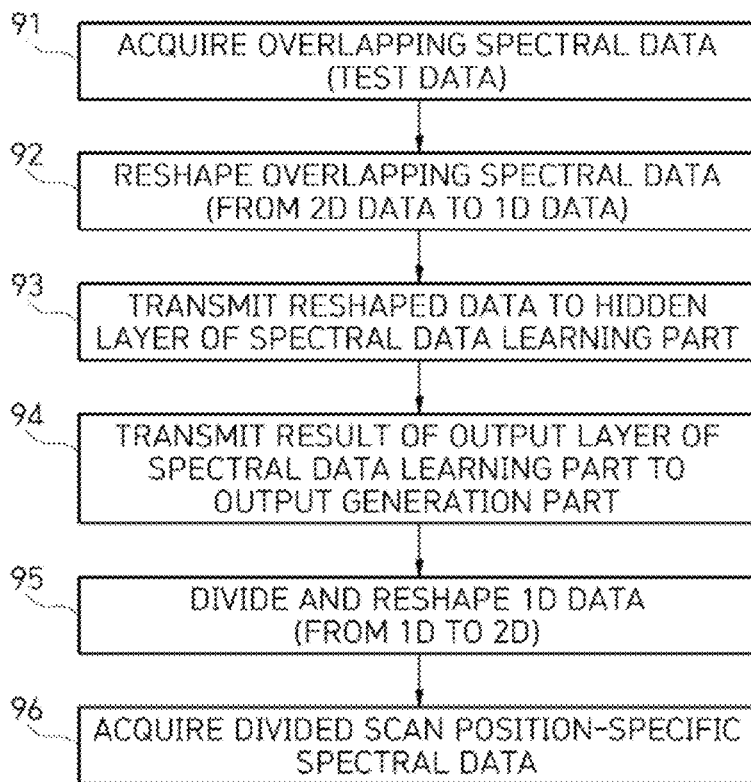 91
ACQUIRE OVERLAPPING SPECTRAL DATA
(TEST DATA)
92
RESHAPE OVERLAPPING SPECTRAL DATA
(FROM 2D DATA TO 1D DATA)
93
TRANSMIT RESHAPED DATA TO HIDDEN
LAYER OF SPECTRAL DATA LEARNING PART
94
TRANSMIT RESULT OF OUTPUT LAYER OF
SPECTRAL DATA LEARNING PART TO
OUTPUT GENERATION PART
95
DIVIDE AND RESHAPE 1D DATA
(FROM 1D TO 2D)
96
ACQUIRE DIVIDED SCAN POSITION-SPECIFIC
SPECTRAL DATA